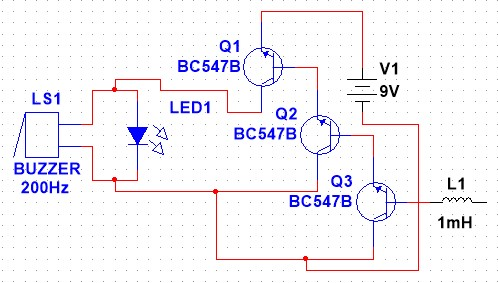 Q1
BC547B
V1
9V
LS1
LED1
Q2
BC547B
BUZZER
200Hz
Q3
BC547B
L1
1mH